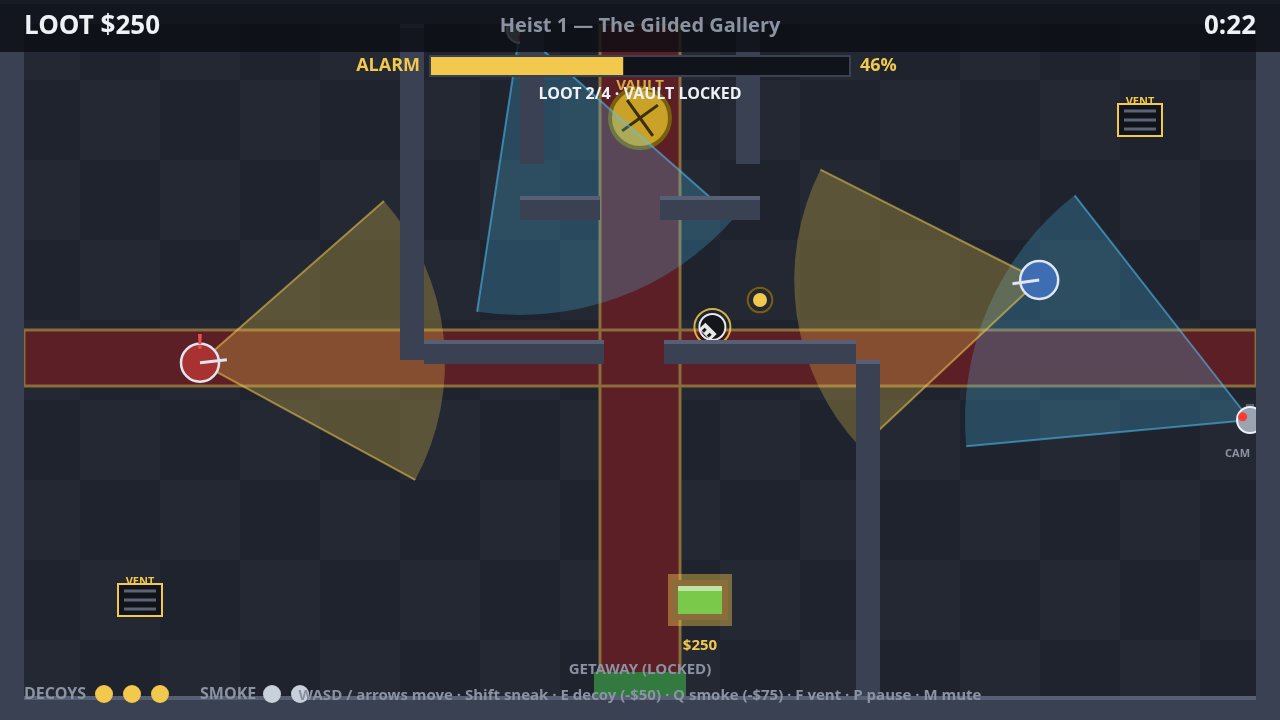 LOOT $250
Heist 1 — The Gilded Gallery
0:22
ALARM
46%
VAULT
LOOT 2/4 · VAULT LOCKED
VENT
CAM
VENT
$250
GETAWAY (LOCKED)
DECOYS
SMOKE
WASD / arrows move · Shift sneak · E decoy (-$50) · Q smoke (-$75) · F vent · P pause · M mute